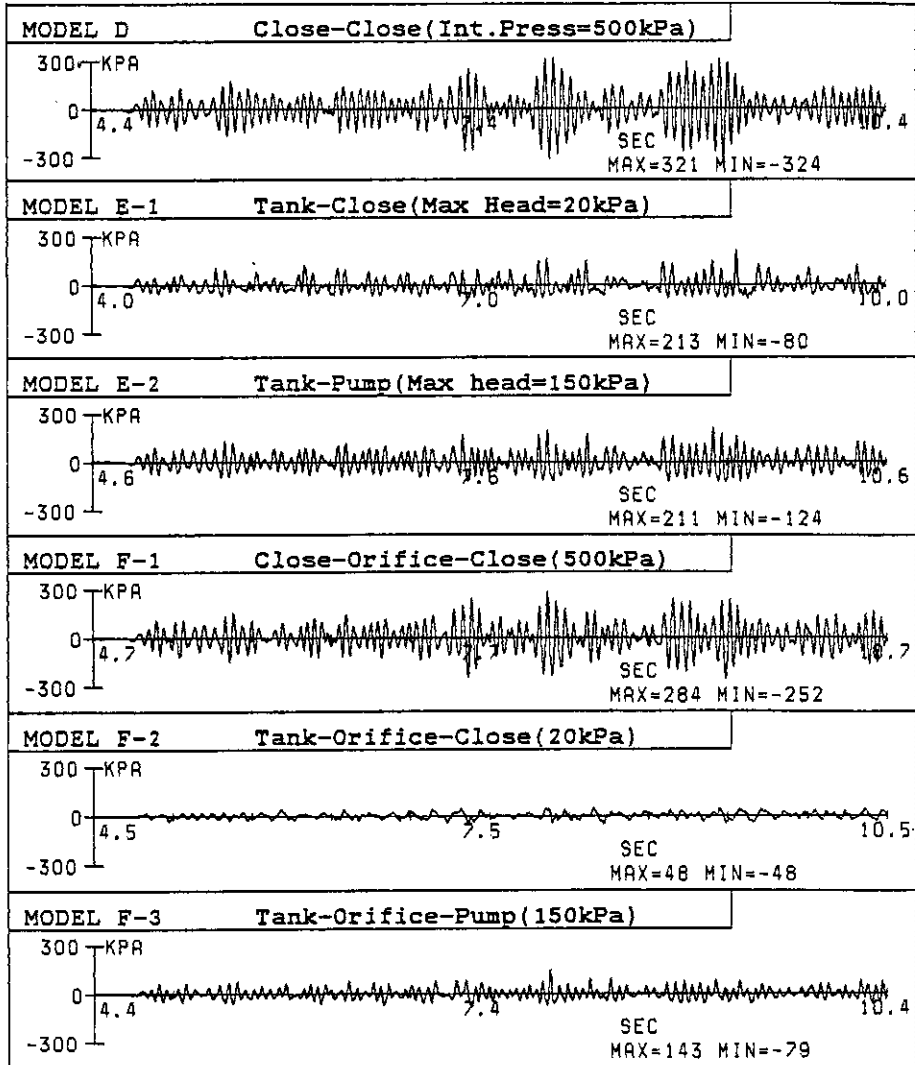 MODEL D Close-Close(Int.Press=500kPa)
300 KPA
0
4.4 7.4 10.4
-300
SEC
MAX=321 MIN=-324
MODEL E-1 Tank-Close(Max Head=20kPa)
300 KPA
0
4.0 7.0 10.0
-300
SEC
MAX=213 MIN=-80
MODEL E-2 Tank-Pump(Max head=150kPa)
300 KPA
0
4.6 7.6 10.6
-300
SEC
MAX=211 MIN=-124
MODEL F-1 Close-Orifice-Close(500kPa)
300 KPA
0
4.7 7.7 10.7
-300
SEC
MAX=284 MIN=-252
MODEL F-2 Tank-Orifice-Close(20kPa)
300 KPA
0
4.5 7.5 10.5
-300
SEC
MAX=48 MIN=-48
MODEL F-3 Tank-Orifice-Pump(150kPa)
300 KPA
0
4.4 7.4 10.4
-300
SEC
MAX=143 MIN=-79